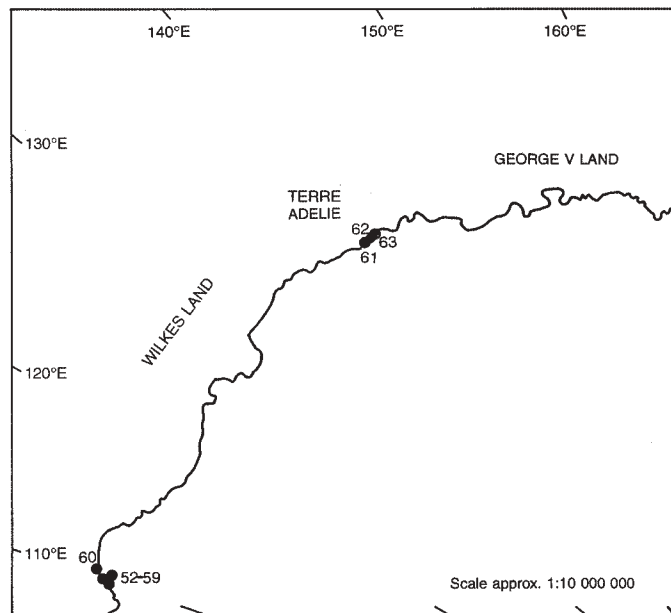 140°E 150°E 160°E
130°E
GEORGE V LAND
TERRE
ADELIE
62
63
61
WILKES LAND
120°E
110°E
60
52-59
Scale approx. 1:10 000 000